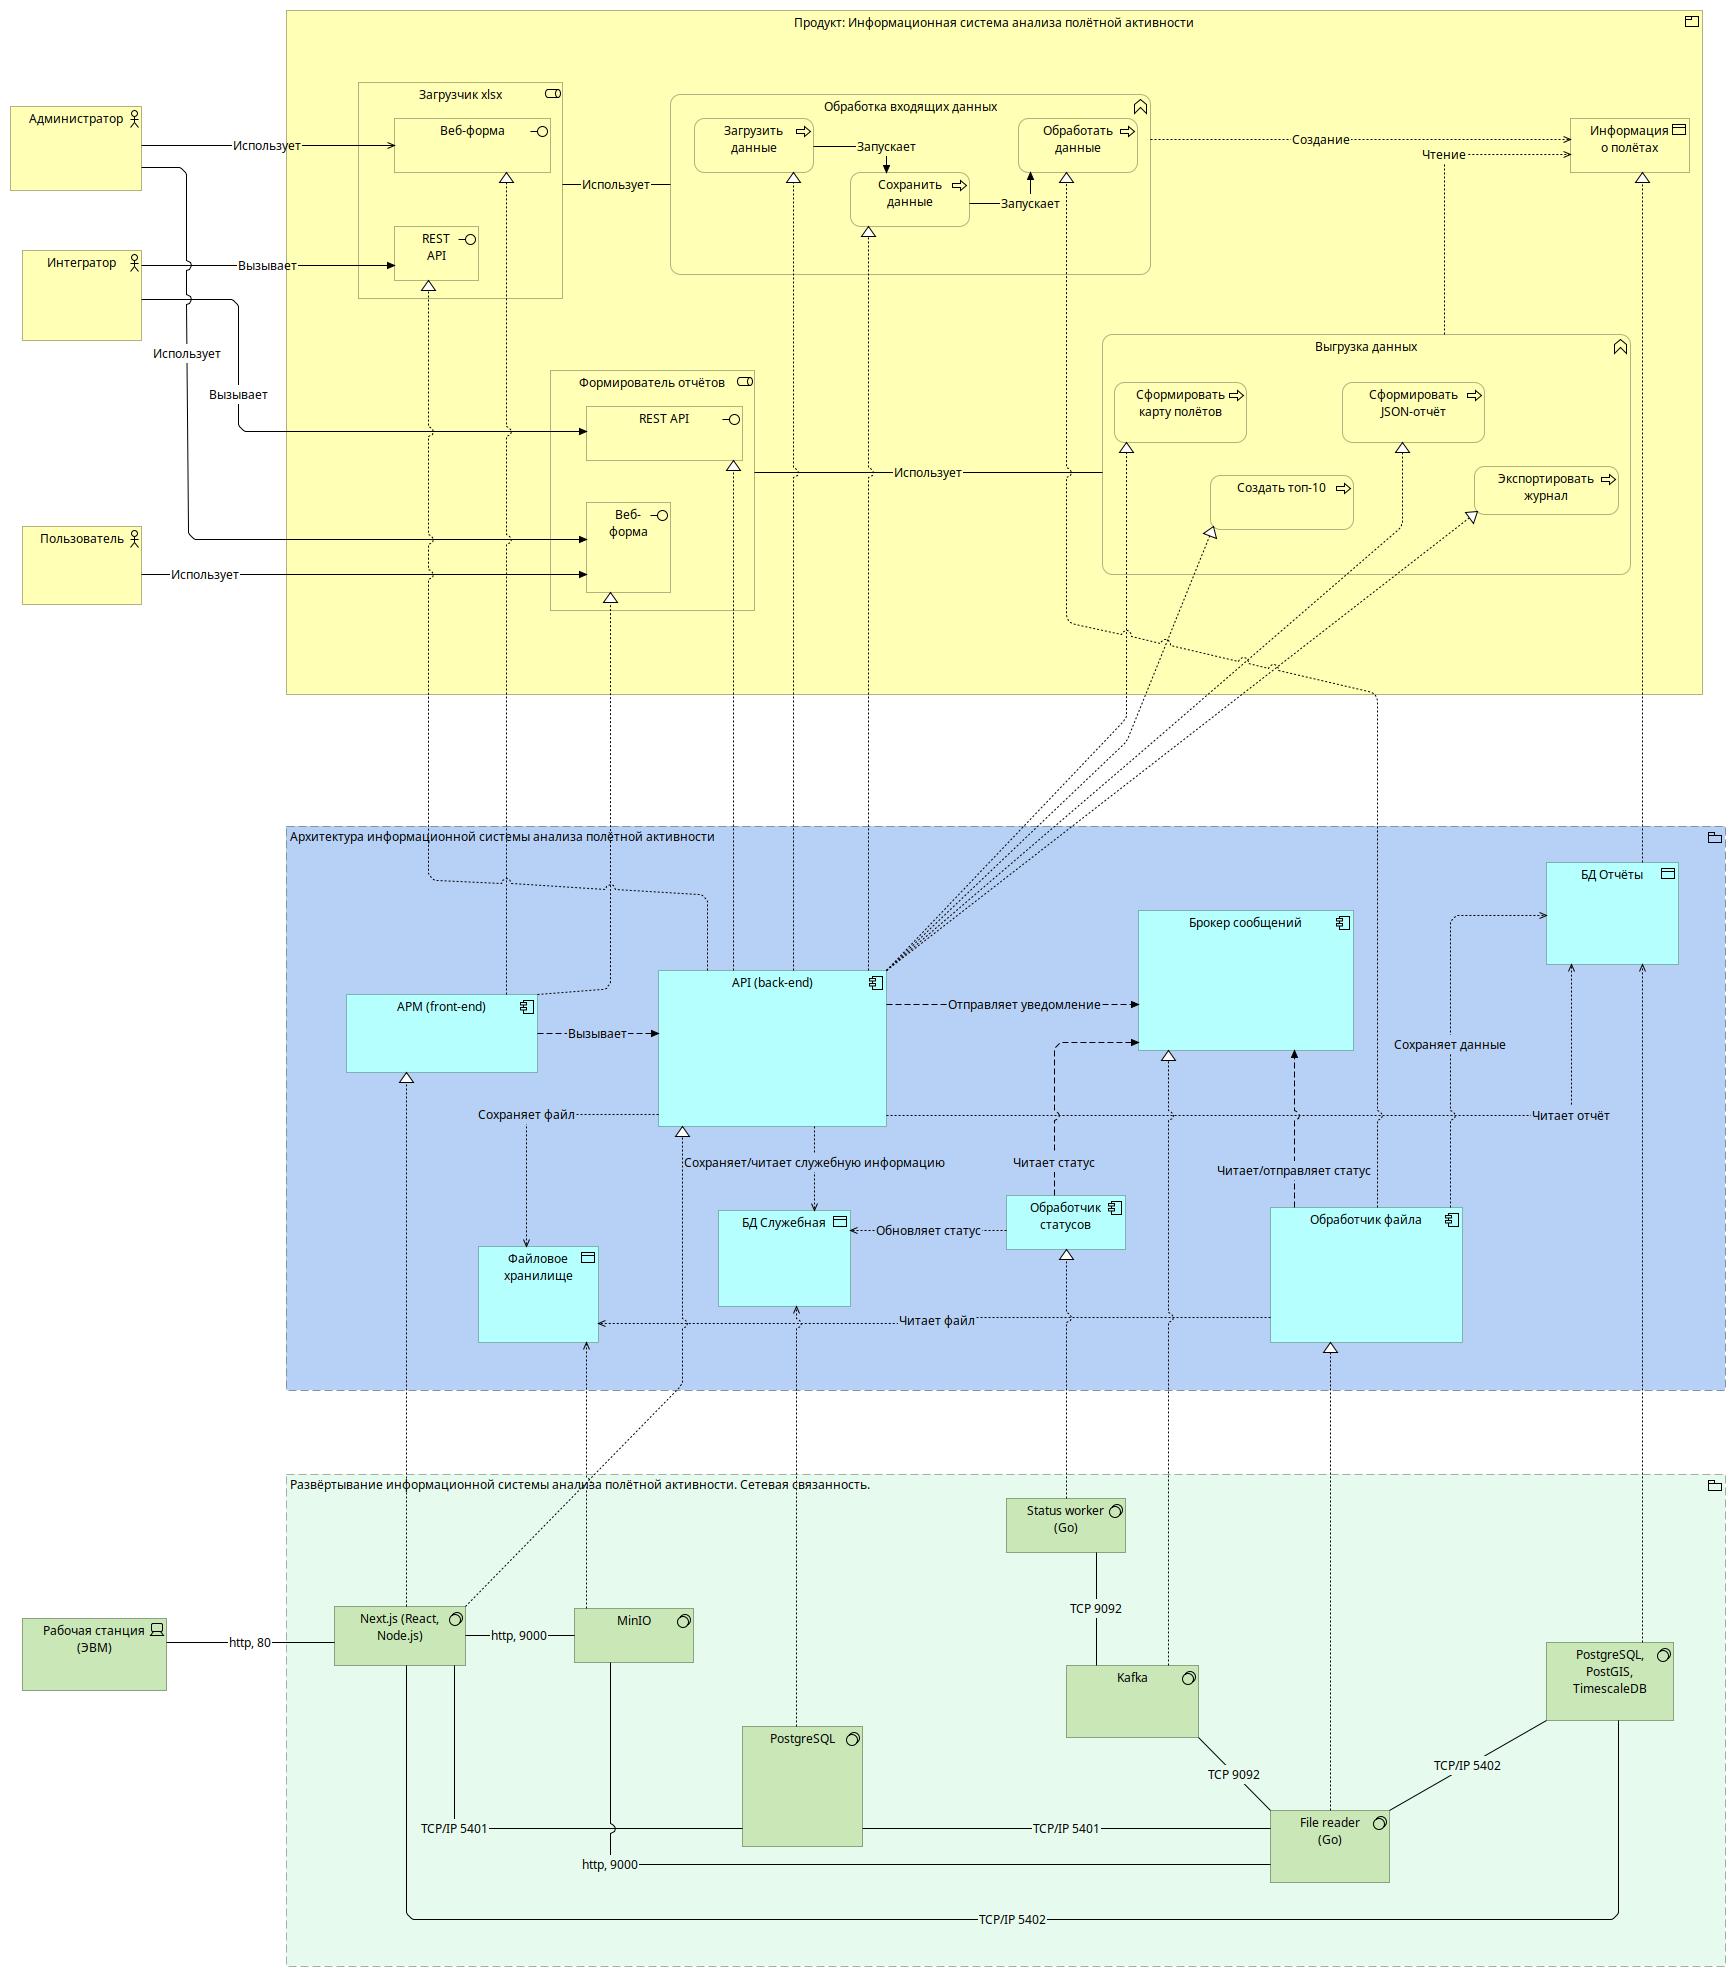 Продукт: Информационная система анализа полётной активности
Загрузчик xlsx
Обработка входящих данных
Администратор
Веб-форма
Загрузить
данные
Обработать
данные
Информация
о полётах
Использует
Запускает
Создание
Чтение
Использует
Сохранить
данные
Запускает
REST
API
Интегратор
Вызывает
Использует
Выгрузка данных
Вызывает
Формирователь отчётов
Сформировать
карту полётов
Сформировать
JSON-отчёт
REST API
Использует
Создать топ-10
Экспортировать
журнал
Веб-
форма
Пользователь
Использует
Архитектура информационной системы анализа полётной активности
БД Отчёты
Брокер сообщений
API (back-end)
АРМ (front-end)
Отправляет уведомление
Вызывает
Сохраняет данные
Сохраняет файл
Читает отчёт
Сохраняет/читает служебную информацию
Читает статус
Читает/отправляет статус
БД Служебная
Обработчик
статусов
Обработчик файла
Обновляет статус
Файловое
хранилище
Читает файл
Развёртывание информационной системы анализа полётной активности. Сетевая связанность.
Status worker
(Go)
TCP 9092
Рабочая станция
(ЭВМ)
http, 80
Next.js (React,
Node.js)
http, 9000
MinIO
Kafka
PostgreSQL,
PostGIS,
TimescaleDB
PostgreSQL
TCP 9092
TCP/IP 5402
TCP/IP 5401
TCP/IP 5401
File reader
(Go)
http, 9000
TCP/IP 5402